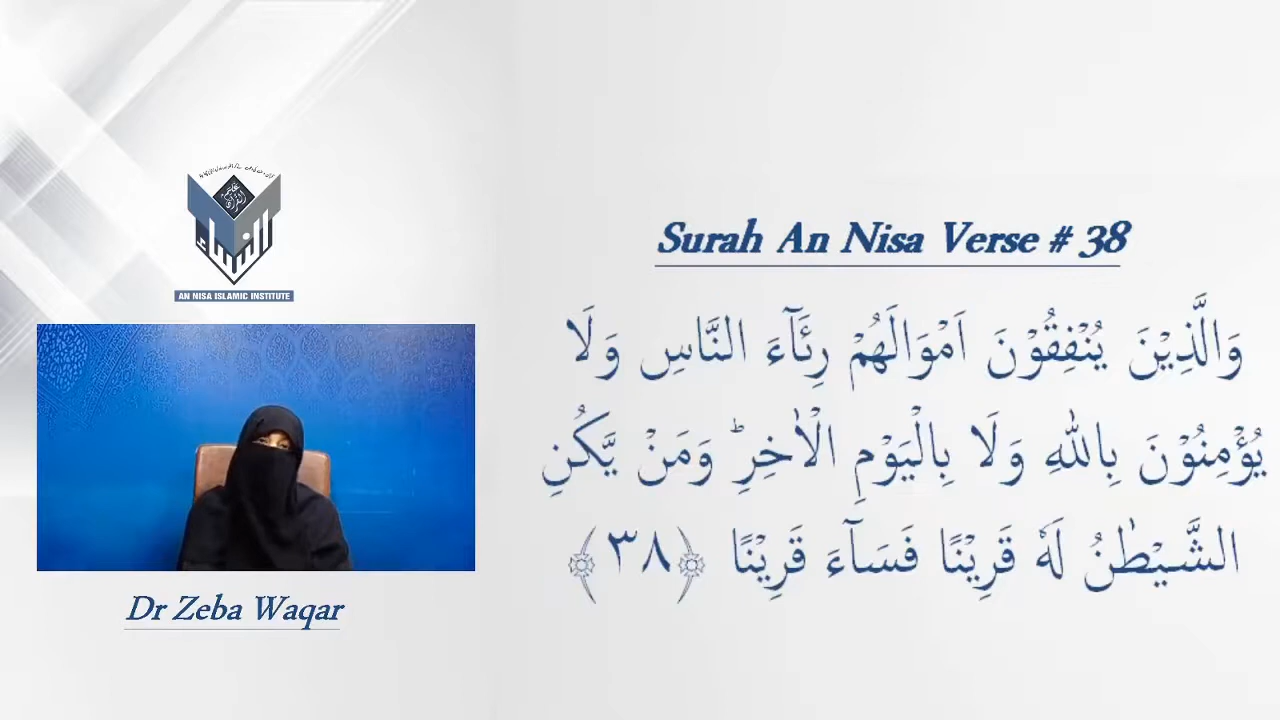 AN NISA ISLAMIC INSTITUTE
Dr Zeba Waqar
Surah An Nisa Verse # 38
وَالَّذِيْنَ يُنْفِقُوْنَ اَمْوَالَهُمْ رِئَآءَ النَّاسِ وَلَا
يُؤْمِنُوْنَ بِاللّٰهِ وَلَا بِالْيَوْمِ الْاٰخِرِ ؕ وَمَنْ يَّكُنِ
الشَّيْطٰنُ لَهٗ قَرِيْنًا فَسَآءَ قَرِيْنًا ﴿۳۸﴾